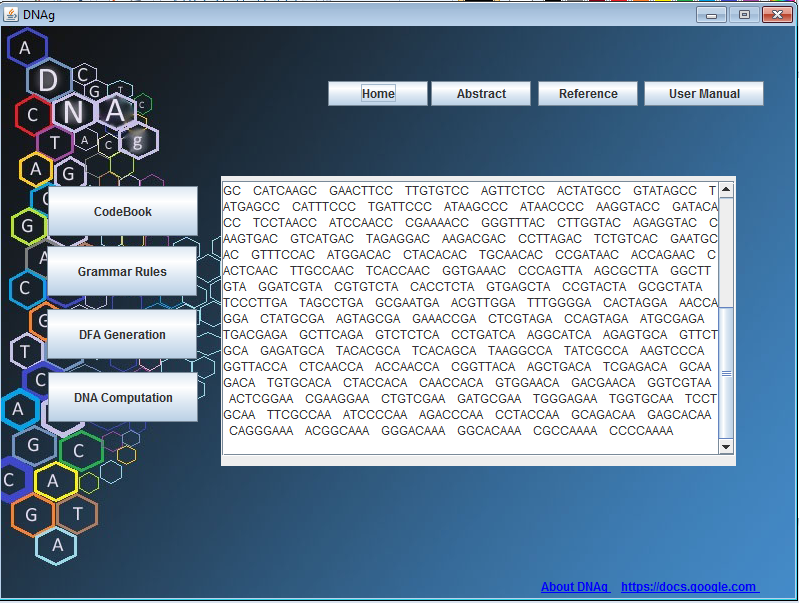 DNAg
A
D
C
G
T
C
N
A
C
T
A
C
g
A
G
Home
Abstract
Reference
User Manual
CodeBook
Grammar Rules
DFA Generation
DNA Computation
G
A
C
G
T
C
A
G
C
C
A
G
T
A
GC CATCAAGC GAACTTCC TTGTGTCC AGTTCTCC ACTATGCC GTATAGCC T
ATGAGCC CATTTCCC TGATTCCC ATAAGCCC ATAACCCC AAGGTACC GATACA
CC TCCTAACC ATCCAACC CGAAAACC GGGTTTAC CTTGGTAC AGAGGTAC C
AAGTGAC GTCATGAC TAGAGGAC AAGACGAC CCTTAGAC TCTGTCAC GAATGC
AC GTTTCCAC ATGGACAC CTACACAC TGCAACAC CCGATAAC ACCAGAAC C
ACTCAAC TTGCCAAC TCACCAAC GGTGAAAC CCCAGTTA AGCGCTTA GGCTT
GTA GGATCGTA CGTGTCTA CACCTCTA GTGAGCTA CCGTACTA GCGCTATA
TCCCTTGA TAGCCTGA GCGAATGA ACGTTGGA TTTGGGGA CACTAGGA AACCA
GGA CTATGCGA AGTAGCGA GAAACCGA CTCGTAGA CCAGTAGA ATGCGAGA
TGACGAGA GCTTCAGA GTCTCTCA CCTGATCA AGGCATCA AGAGTGCA GTTCT
GCA GAGATGCA TACACGCA TCACAGCA TAAGGCCA TATCGCCA AAGTCCCA
GGTTACCA CTCAACCA ACCAACCA CGGTTACA AGCTGACA TCGAGACA GCAA
GACA TGTGCACA CTACCACA CAACCACA GTGGAACA GACGAACA GGTCGTAA
ACTCGGAA CGAAGGAA CTGTCGAA GATGCGAA TGGGAGAA TGGTGCAA TCCT
GCAA TTCGCCAA ATCCCCAA AGACCCAA CCTACCAA GCAGACAA GAGCACAA
CAGGGAAA ACGGCAAA GGGACAAA GGCACAAA CGCCAAAA CCCCAAAA
About DNAg
https://docs.google.com